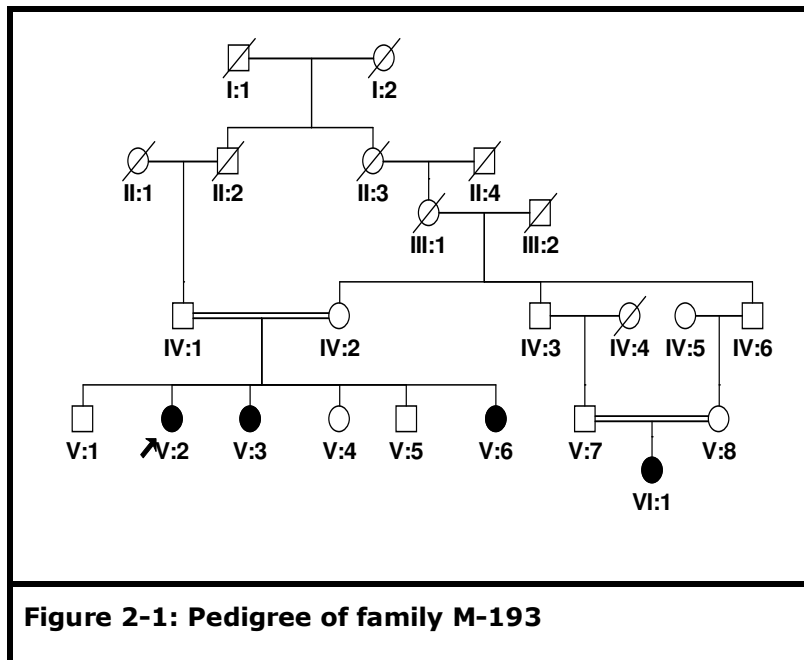 I:1 I:2
II:1 II:2 II:3 II:4
III:1 III:2
IV:1 IV:2 IV:3 IV:4 IV:5 IV:6
V:1 V:2 V:3 V:4 V:5 V:6 V:7 V:8
VI:1
Figure 2-1: Pedigree of family M-193